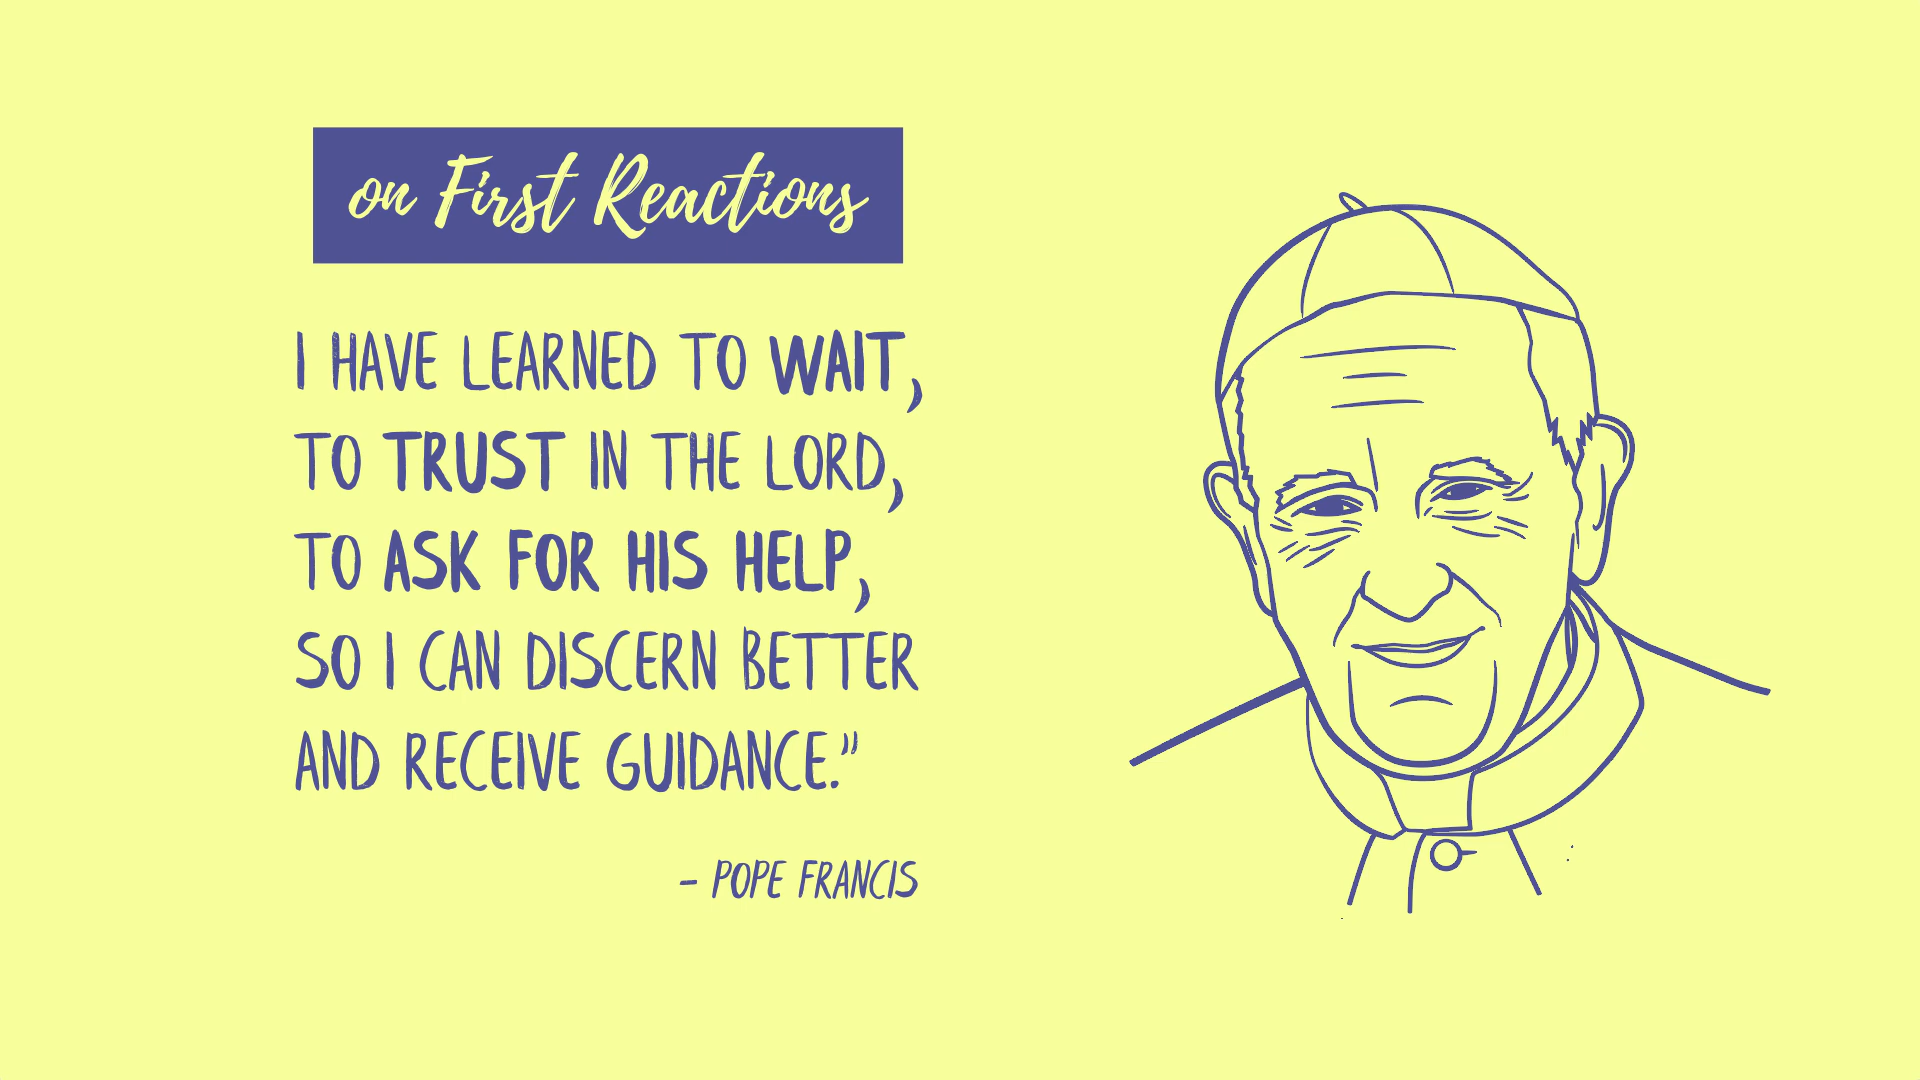 on First Reactions
I HAVE LEARNED TO WAIT,
TO TRUST IN THE LORD,
TO ASK FOR HIS HELP,
SO I CAN DISCERN BETTER
AND RECEIVE GUIDANCE."
- POPE FRANCIS